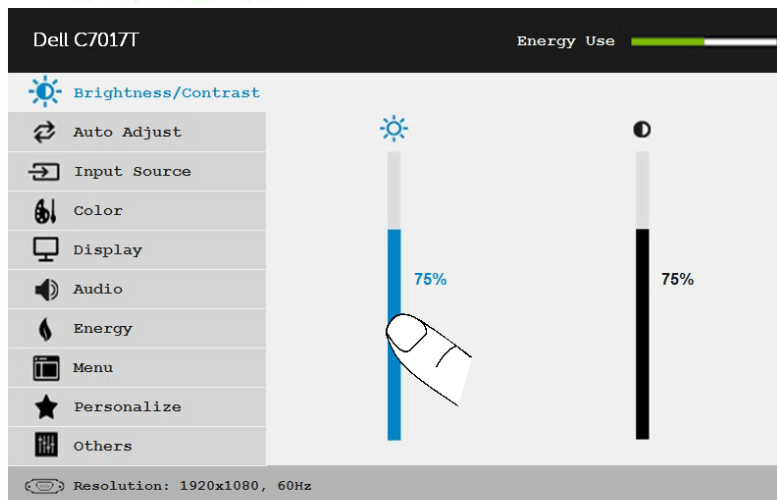 Dell C7017T
Energy Use
Brightness/Contrast
Auto Adjust
Input Source
Color
Display
Audio
Energy
Menu
Personalize
Others
75%
75%
Resolution: 1920x1080, 60Hz